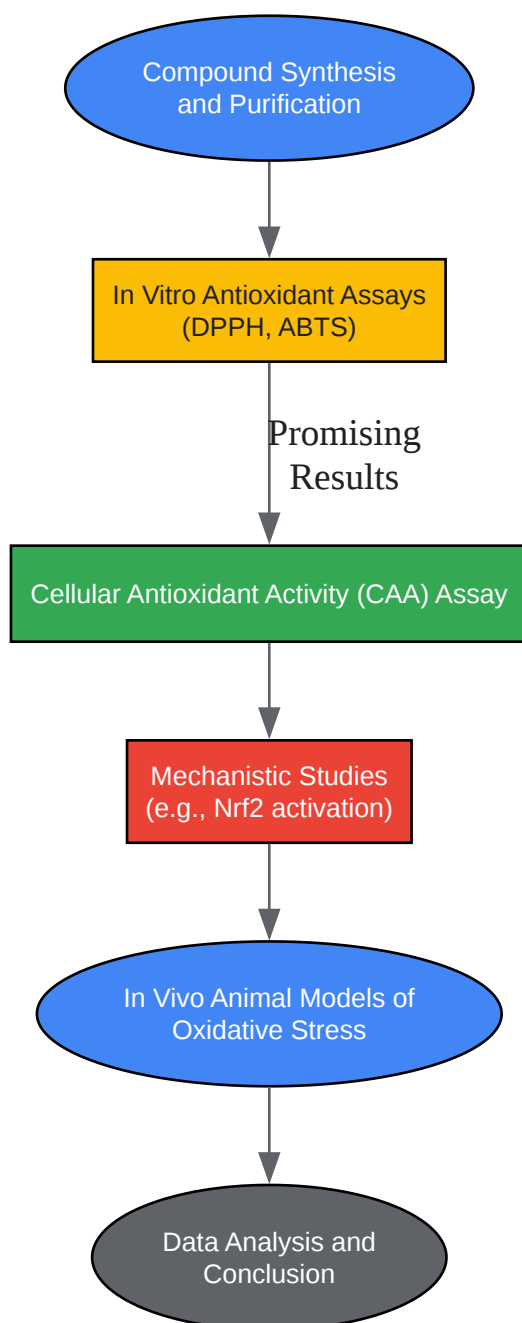 Compound Synthesis
and Purification
In Vitro Antioxidant Assays
(DPPH, ABTS)
Promising
Results
Cellular Antioxidant Activity (CAA) Assay
Mechanistic Studies
(e.g., Nrf2 activation)
In Vivo Animal Models of
Oxidative Stress
Data Analysis and
Conclusion